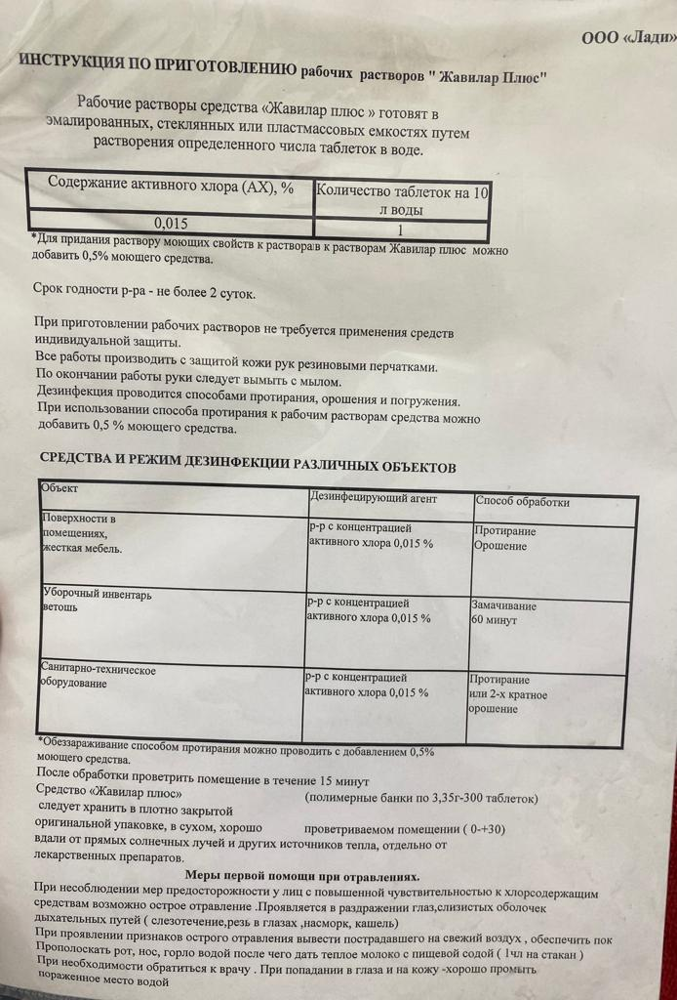 ООО «Лади»
ИНСТРУКЦИЯ ПО ПРИГОТОВЛЕНИЮ рабочих растворов " Жавилар Плюс"
Рабочие растворы средства «Жавилар плюс » готовят в
эмалированных, стеклянных или пластмассовых емкостях путем
растворения определенного числа таблеток в воде.
Содержание активного хлора (АХ), %
Количество таблеток на 10
л воды
0,015
1
*Для придания раствору моющих свойств к раствораìв к растворам Жавилар плюс можно
добавить 0,5% моющего средства.
Срок годности р-ра - не более 2 суток.
При приготовлении рабочих растворов не требуется применения средств
индивидуальной защиты.
Все работы производить с защитой кожи рук резиновыми перчатками.
По окончании работы руки следует вымыть с мылом.
Дезинфекция проводится способами протирания, орошения и погружения.
При использовании способа протирания к рабочим растворам средства можно
добавить 0,5 % моющего средства.
СРЕДСТВА И РЕЖИМ ДЕЗИНФЕКЦИИ РАЗЛИЧНЫХ ОБЪЕКТОВ
Объект
Дезинфецирующий агент
Способ обработки
Поверхности в
помещениях,
жесткая мебель.
р-р с концентрацией
активного хлора 0,015 %
Протирание
Орошение
Уборочный инвентарь
ветошь
р-р с концентрацией
активного хлора 0,015 %
Замачивание
60 минут
Санитарно-техническое
оборудование
р-р с концентрацией
активного хлора 0,015 %
Протирание
или 2-х кратное
орошение
*Обеззараживание способом протирания можно проводить с добавлением 0,5%
моющего средства.
После обработки проветрить помещение в течение 15 минут
Средство «Жавилар плюс» (полимерные банки по 3,35г-300 таблеток)
следует хранить в плотно закрытой
оригинальной упаковке, в сухом, хорошо проветриваемом помещении ( 0-+30)
вдали от прямых солнечных лучей и других источников тепла, отдельно от
лекарственных препаратов.
Меры первой помощи при отравлениях.
При несоблюдении мер предосторожности у лиц с повышенной чувствительностью к хлорсодержащим
средствам возможно острое отравление .Проявляется в раздражении глаз,слизистых оболочек
дыхательных путей ( слезотечение,резь в глазах ,насморк, кашель)
При проявлении признаков острого отравления вывести пострадавшего на свежий воздух , обеспечить пок
Прополоскать рот, нос, горло водой после чего дать теплое молоко с пищевой содой ( 1чл на стакан )
При необходимости обратиться к врачу . При попадании в глаза и на кожу -хорошо промыть
пораженное место водой